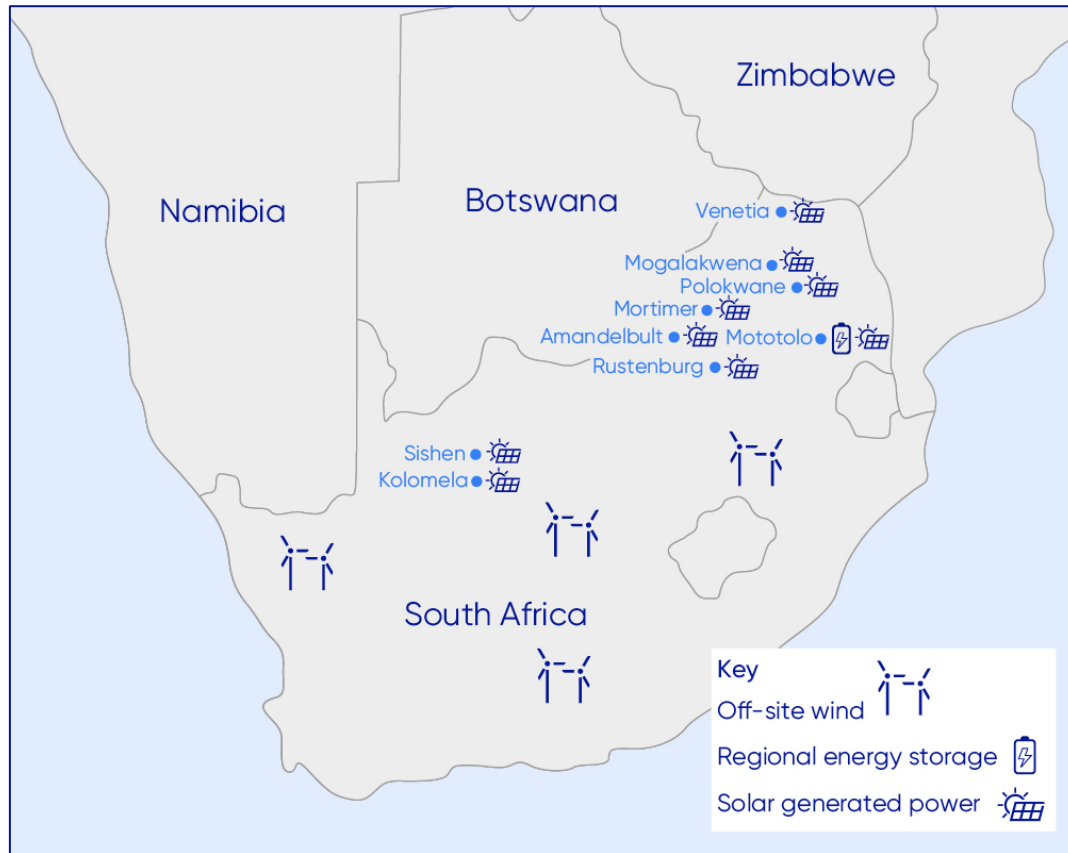 Zimbabwe
Namibia
Botswana
Venetia
Mogalakwena
Polokwane
Mortimer
Amandelbult
Mototolo
Rustenburg
Sishen
Kolomela
South Africa
Key
Off-site wind
Regional energy storage
Solar generated power